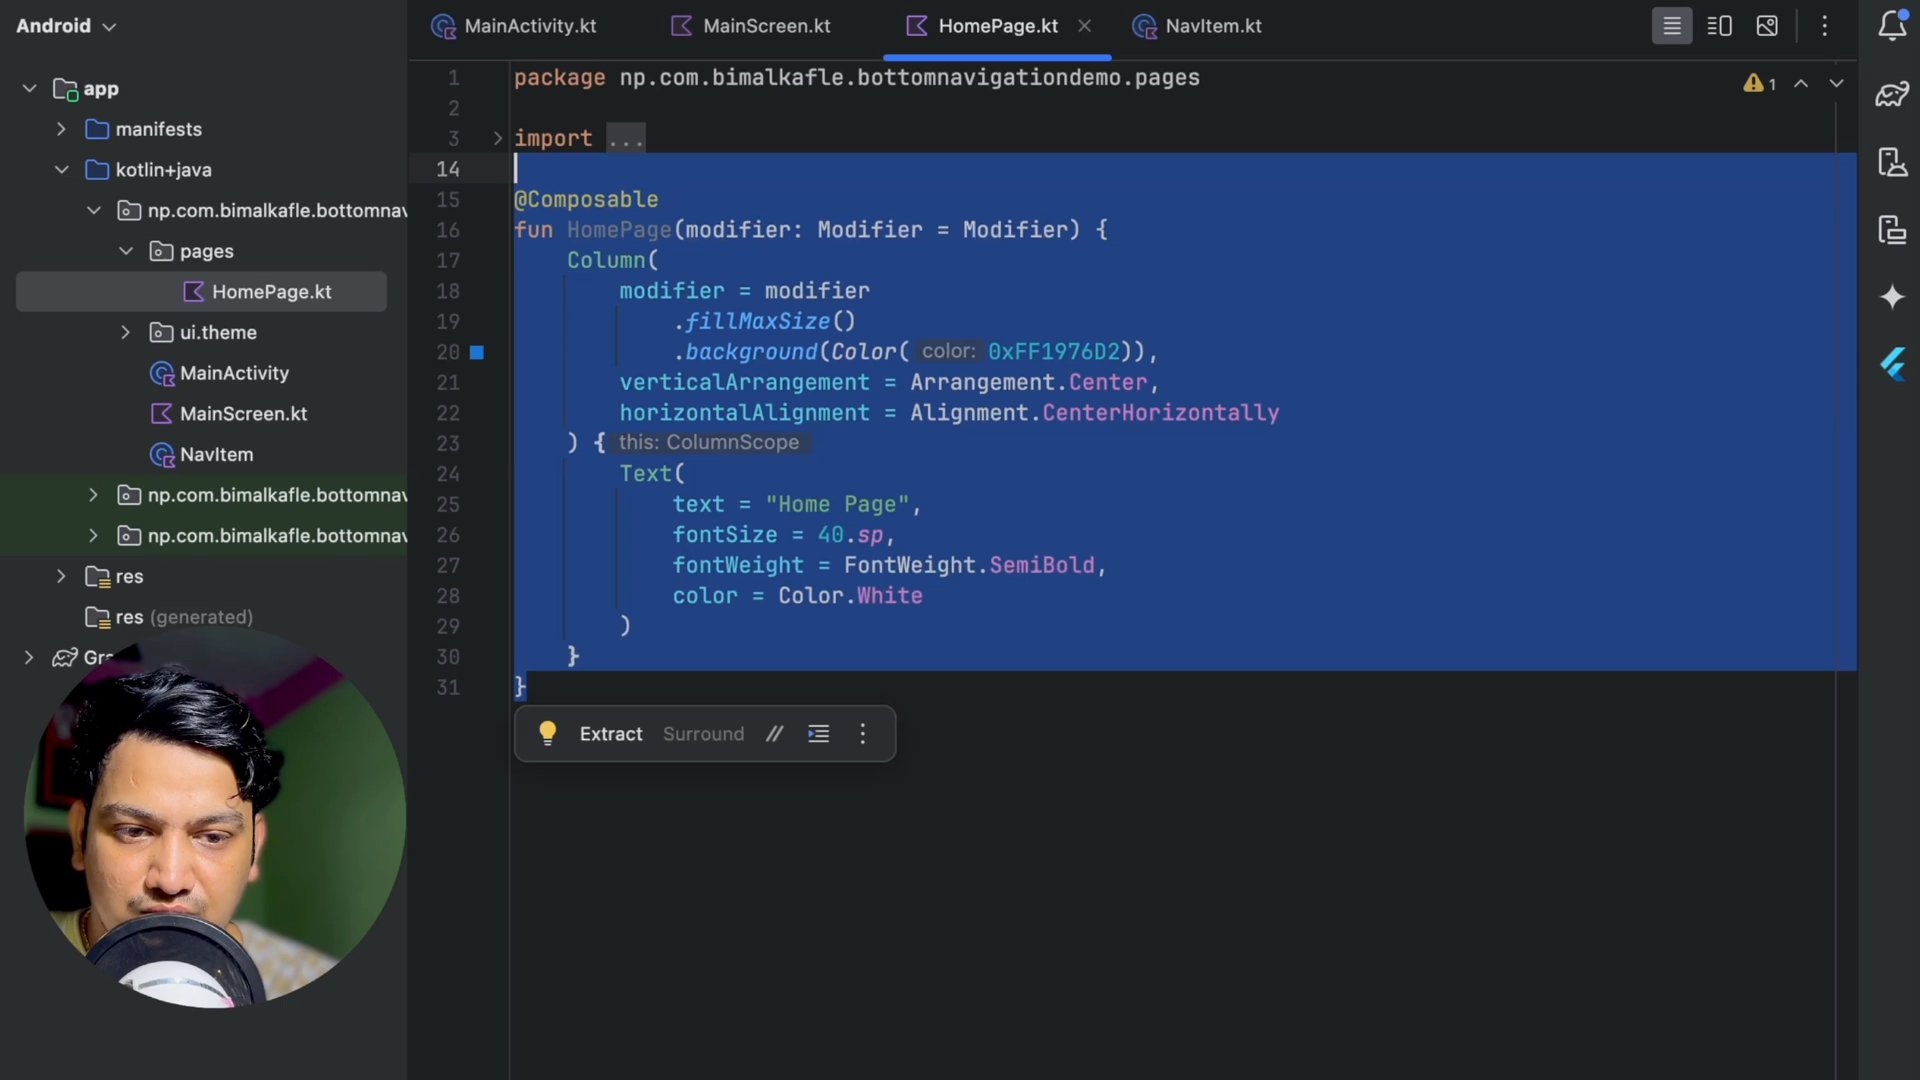 Android
MainActivity.kt
MainScreen.kt
HomePage.kt
NavItem.kt
app
manifests
kotlin+java
np.com.bimalkafle.bottomnav
pages
HomePage.kt
ui.theme
MainActivity
MainScreen.kt
NavItem
np.com.bimalkafle.bottomnav
np.com.bimalkafle.bottomnav
res
res (generated)
Gr
1 package np.com.bimalkafle.bottomnavigationdemo.pages
1
2
3 import ...
14
15 @Composable
16 fun HomePage(modifier: Modifier = Modifier) {
17 Column(
18 modifier = modifier
19 .fillMaxSize()
20 .background(Color( color: 0xFF1976D2)),
21 verticalArrangement = Arrangement.Center,
22 horizontalAlignment = Alignment.CenterHorizontally
23 ) { this: ColumnScope
24 Text(
25 text = "Home Page",
26 fontSize = 40.sp,
27 fontWeight = FontWeight.SemiBold,
28 color = Color.White
29 )
30 }
31 }
Extract Surround //